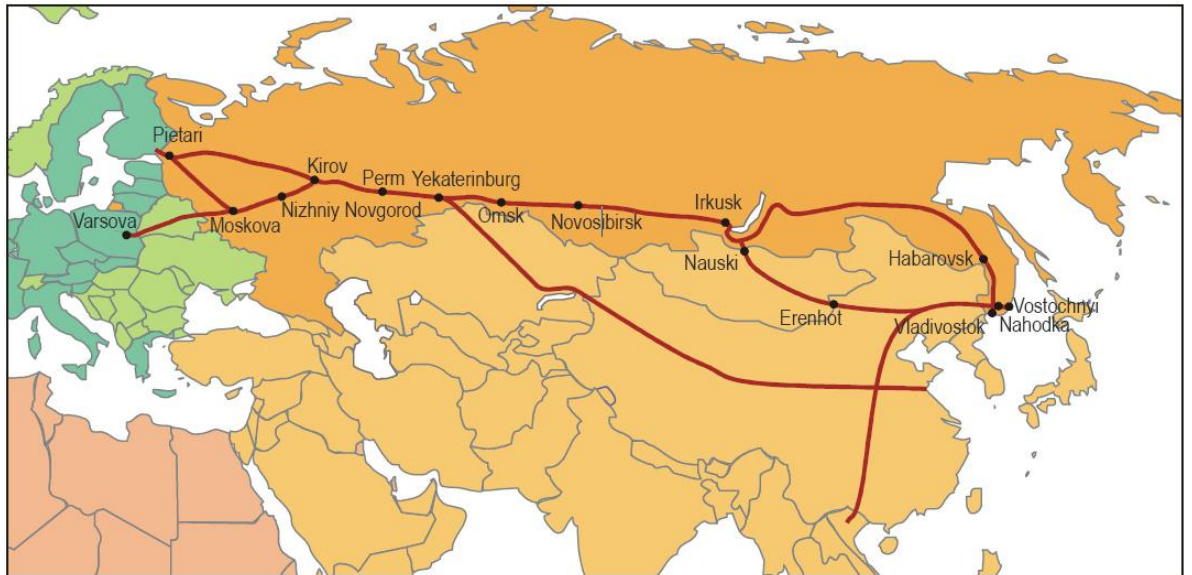 Pietari
Kirov
Perm
Yekaterinburg
Varsova
Moskova
Nizhniy Novgorod
Omsk
Novosibirsk
Irkusk
Nauski
Habarovsk
Erenhot
Vladivostok
Vostochnyi
Nahodka